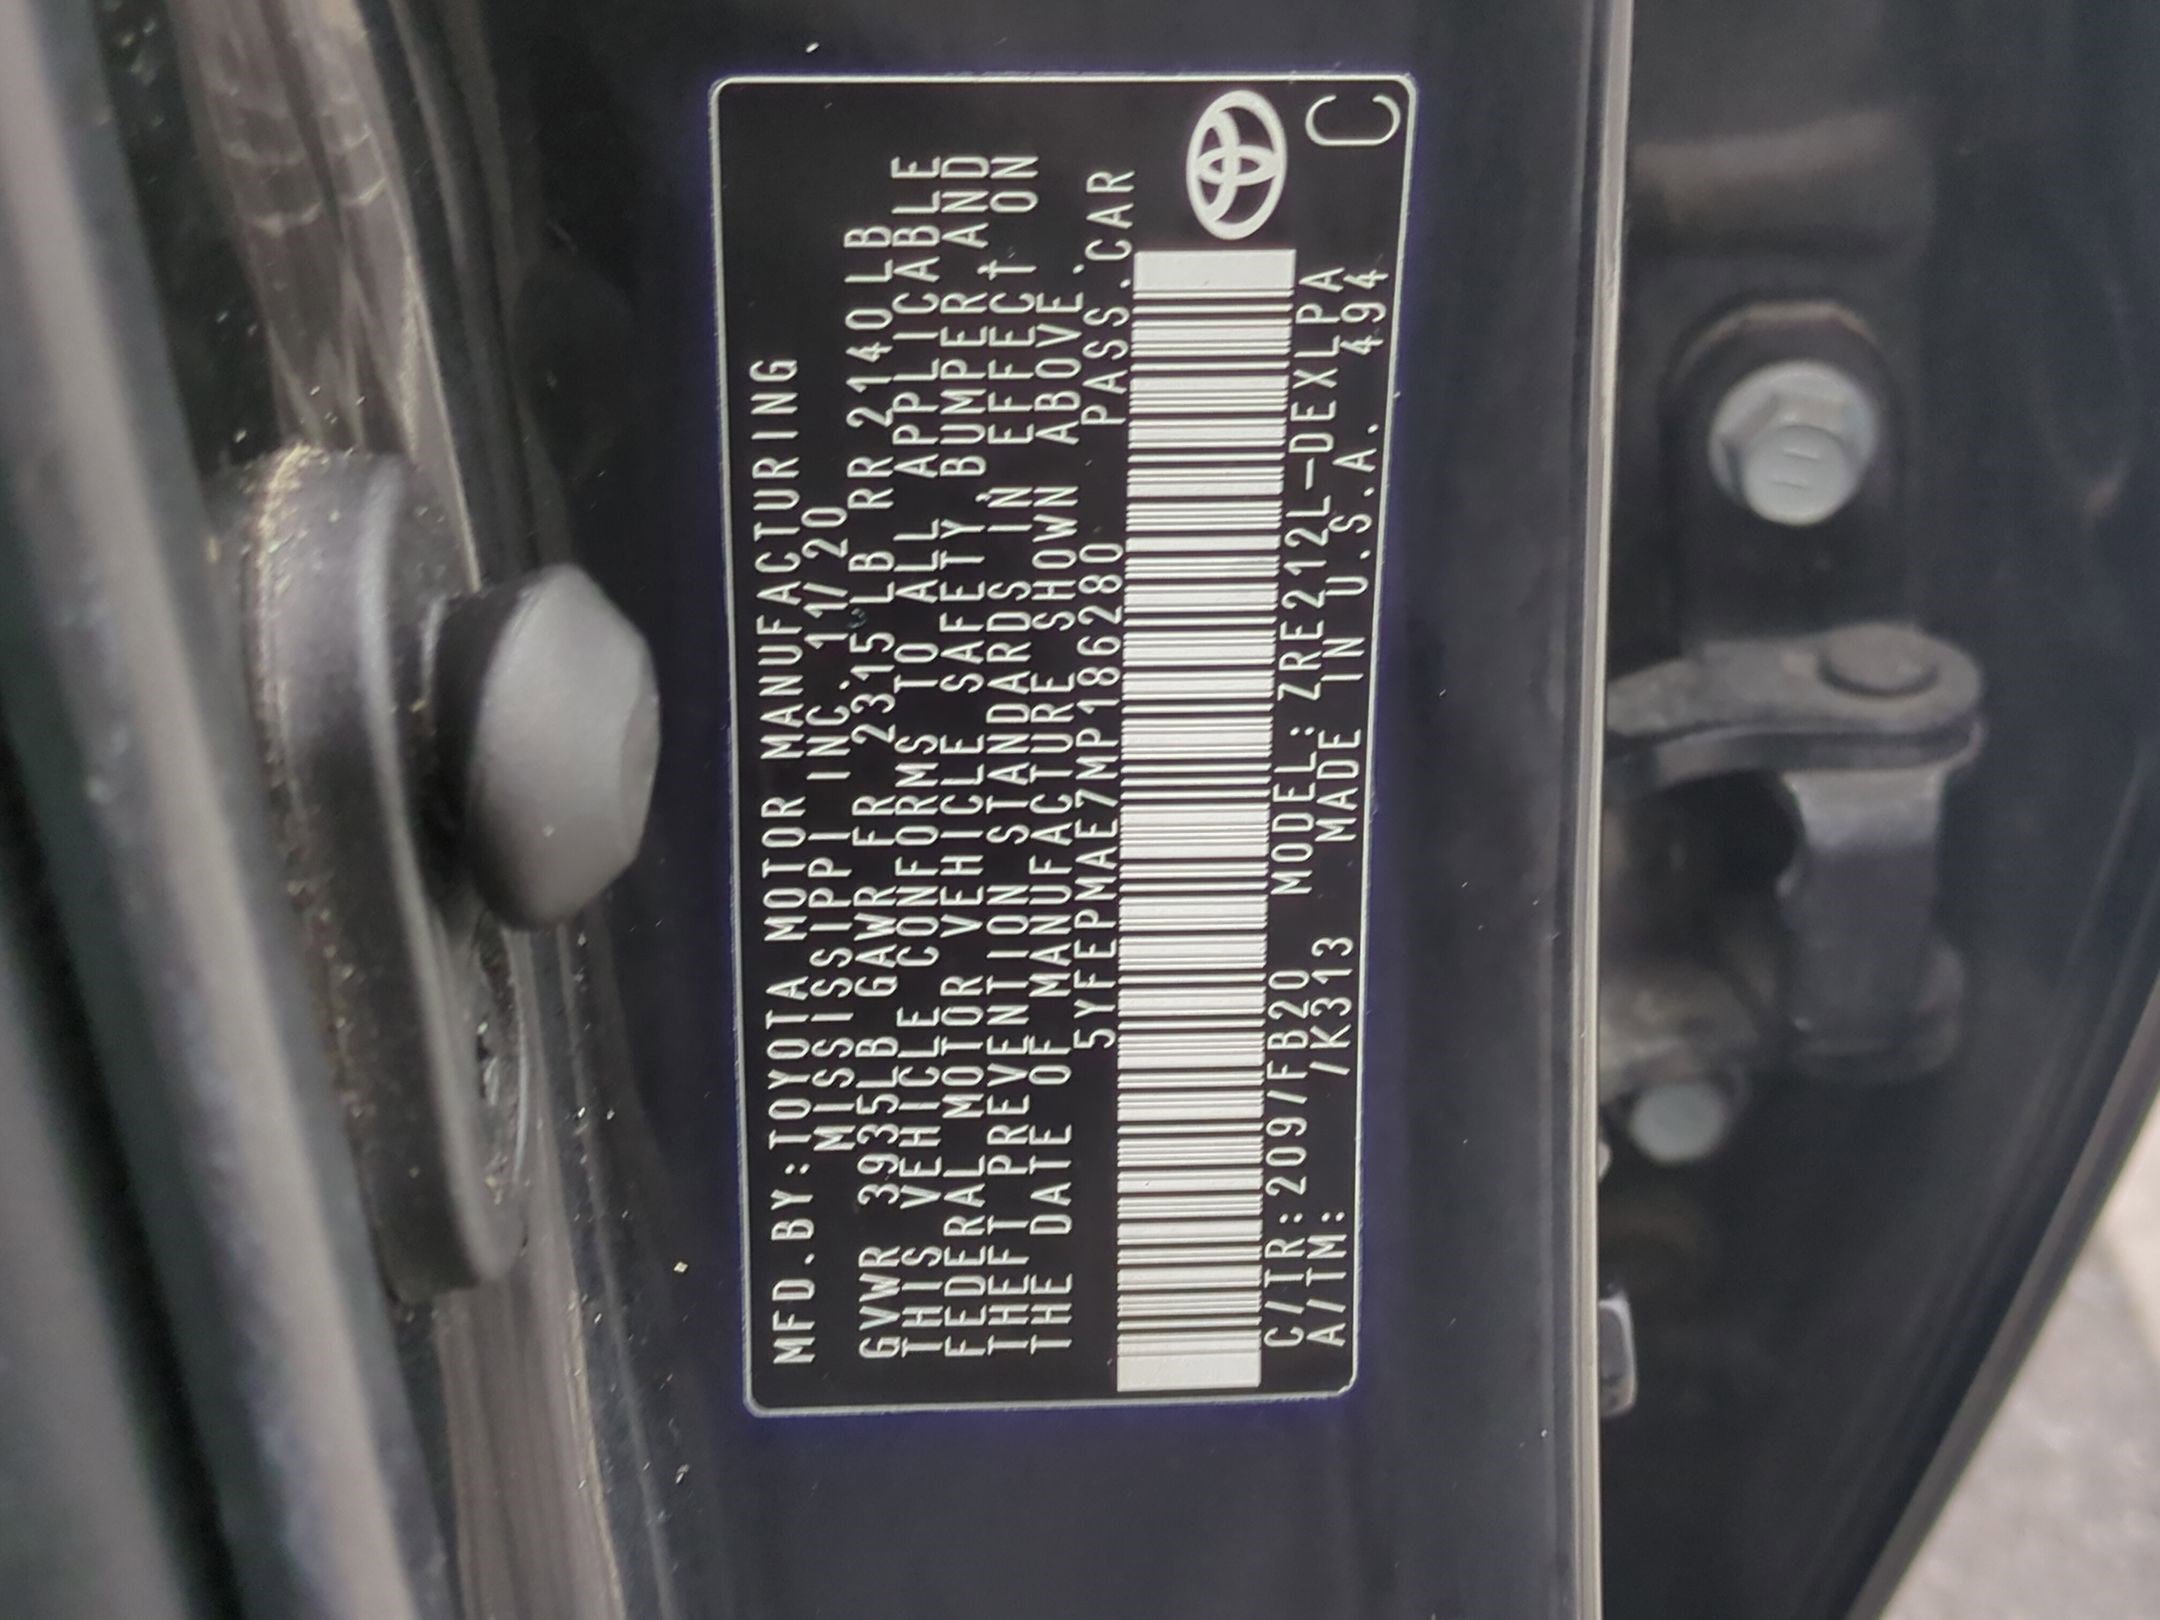 MFD.BY:TOYOTA MOTOR MANUFACTURING
MISSISSIPPI INC. 11/20
GVWR 3935LB GAWR FR 2315LB RR 2140LB
THIS VEHICLE CONFORMS TO ALL APPLICABLE
FEDERAL MOTOR VEHICLE SAFETY, BUMPER, AND
THEFT PREVENTION STANDARDS IN EFFECT ON
THE DATE OF MANUFACTURE SHOWN ABOVE.
5YFEPMAE7MP186280 PASS.CAR
C/TR:209/FB20 MODEL:ZRE212L-DEXLPA
A/TM: /K313 MADE IN U.S.A. 494
C